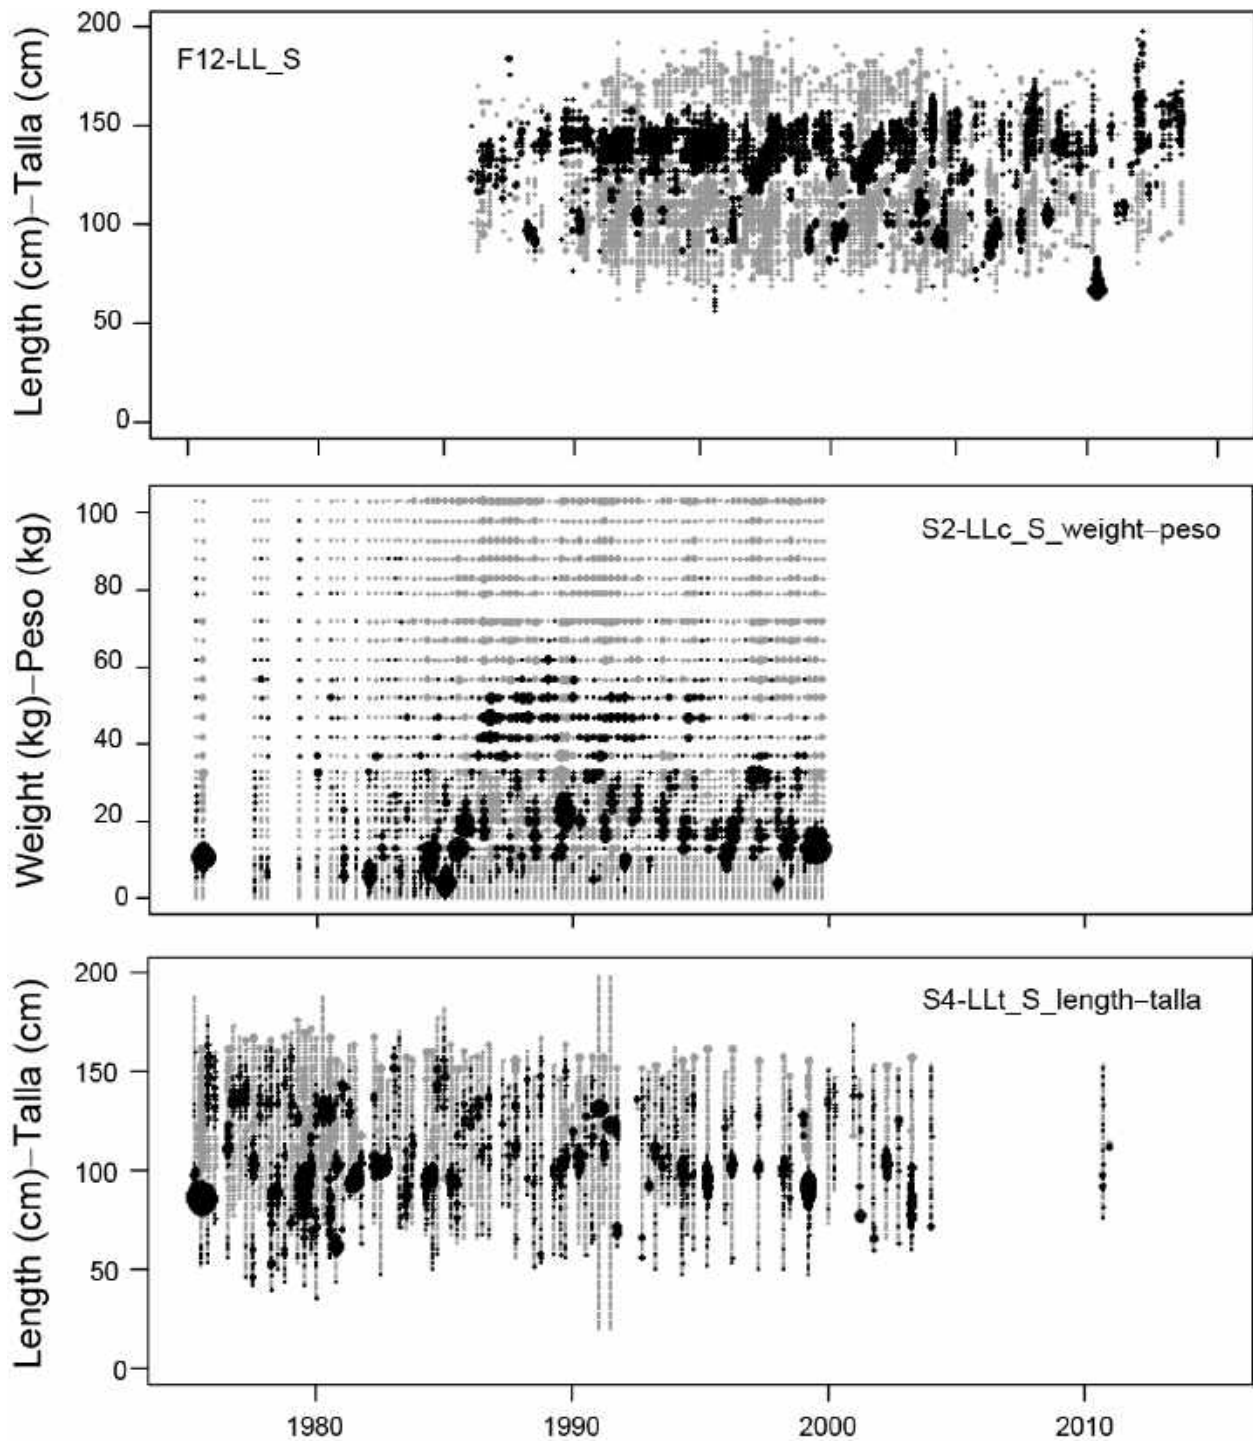 Length (cm)–Talla (cm)
200
150
100
50
0
F12-LL_S
Weight (kg)–Peso (kg)
100
80
60
40
20
0
S2-LLc_S_weight–peso
Length (cm)–Talla (cm)
200
150
100
50
0
S4-LLt_S_length–talla
1980 1990 2000 2010